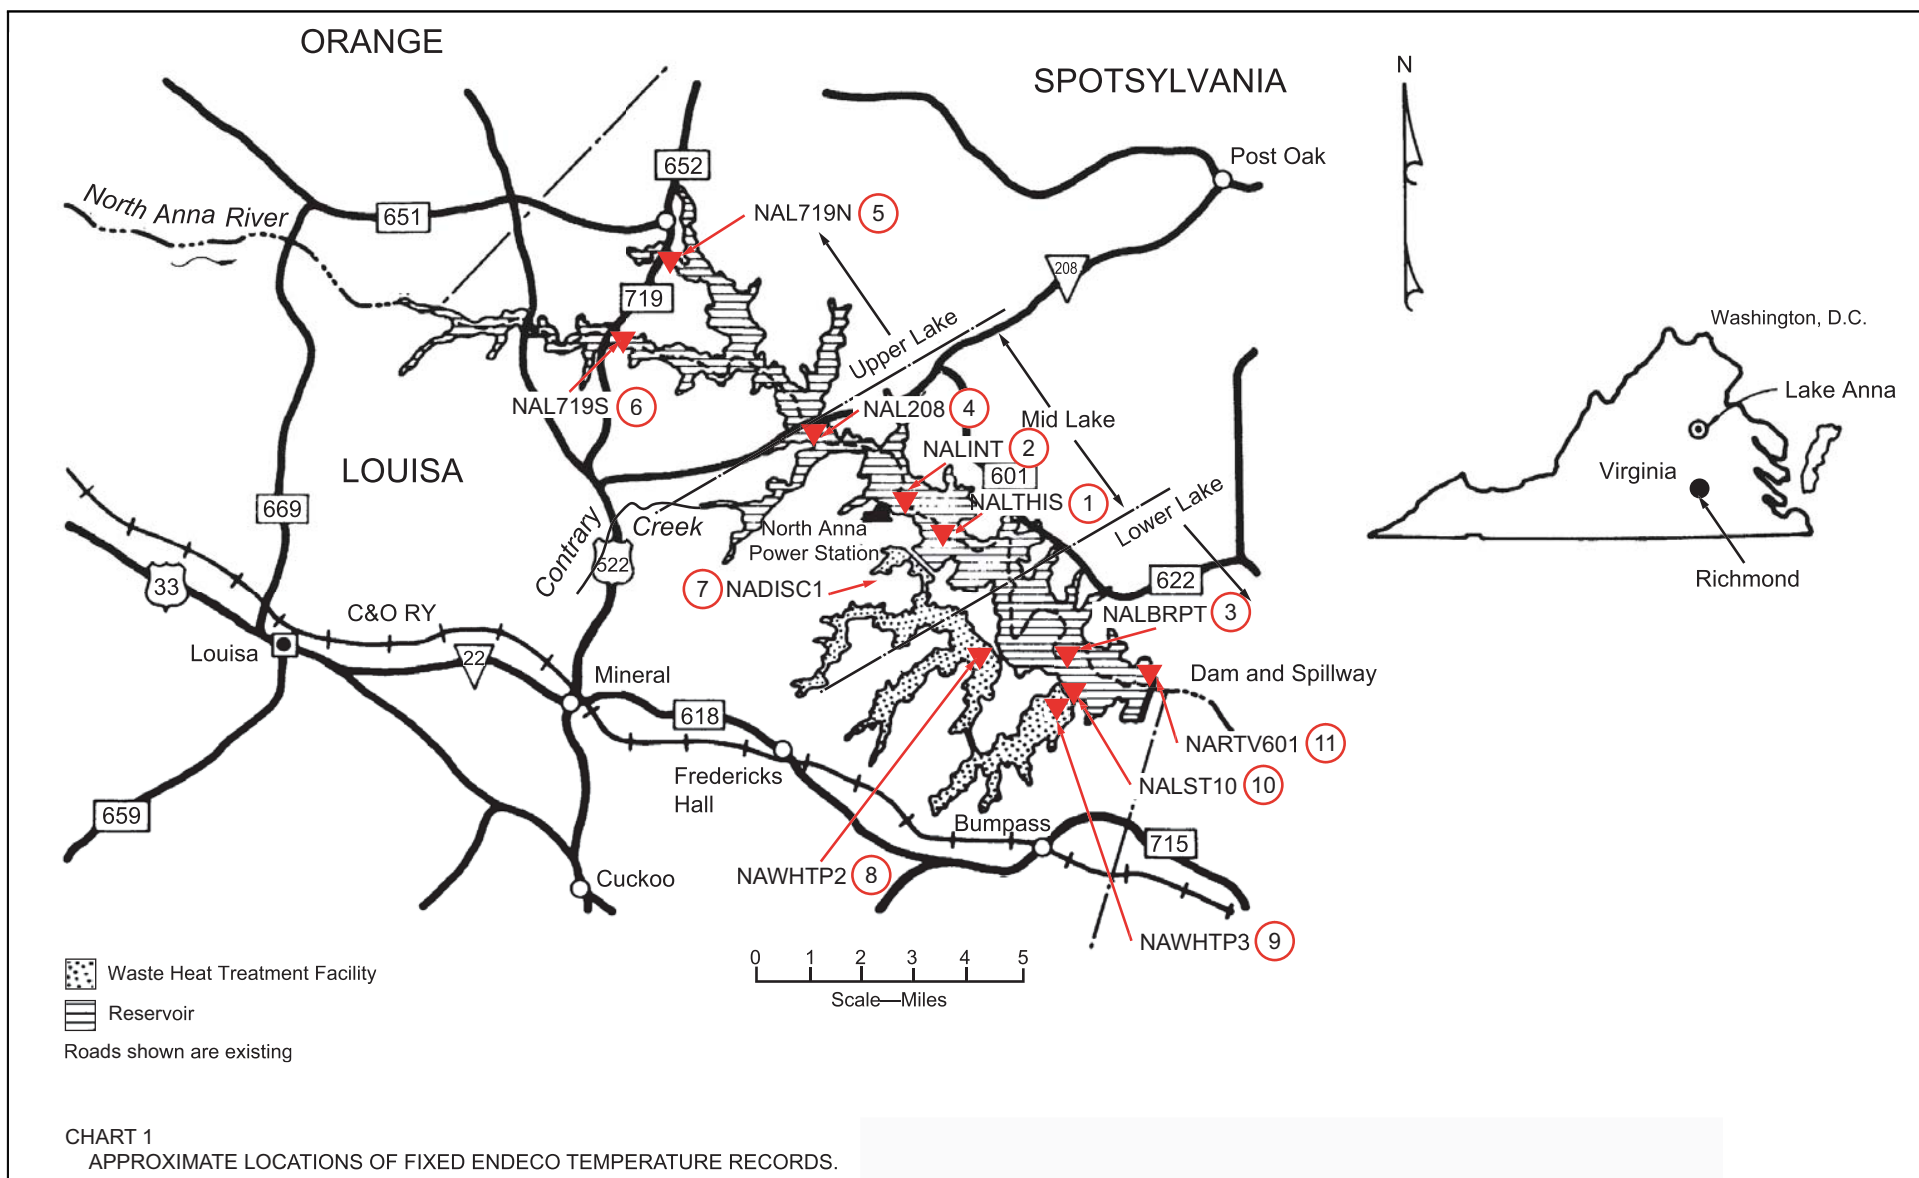 ORANGE
SPOTSYLVANIA
N
Post Oak
652
North Anna River
651
NAL719N 5
208
719
Upper Lake
Washington, D.C.
Lake Anna
NAL719S 6
NAL208 4
Mid Lake
NALINT 2
LOUISA
601
Virginia
NALTHIS 1
669
Contrary
Creek
North Anna
Power Station
Lower Lake
522
33
7 NADISC1
622
Richmond
C&O RY
NALBRPT 3
Louisa
22
Mineral
Dam and Spillway
618
NARTV601 11
Fredericks
Hall
NALST10 10
659
Bumpass
715
NAWHTP2 8
Cuckoo
NAWHTP3 9
0 1 2 3 4 5
Scale—Miles
Waste Heat Treatment Facility
Reservoir
Roads shown are existing
CHART 1
APPROXIMATE LOCATIONS OF FIXED ENDECO TEMPERATURE RECORDS.